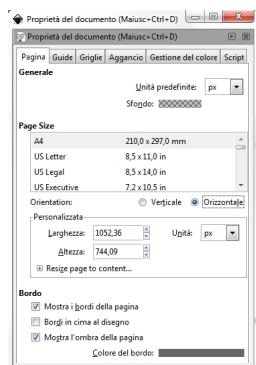 Proprietà del documento (Maiusc+Ctrl+D)
Proprietà del documento (Maiusc+Ctrl+D)
Pagina Guide Griglie Aggancio Gestione del colore Script
Generale
Unità predefinite: px
Sfondo:
Page Size
A4 210,0 x 297,0 mm
US Letter 8,5 x 11,0 in
US Legal 8,5 x 14,0 in
US Executive 7,2 x 10,5 in
Orientation: Verticale Orizzontale
Personalizzata
Larghezza: 1052,36 Unità: px
Altezza: 744,09
Resize page to content...
Bordo
Mostra i bordi della pagina
Bordi in cima al disegno
Mostra l'ombra della pagina
Colore del bordo: